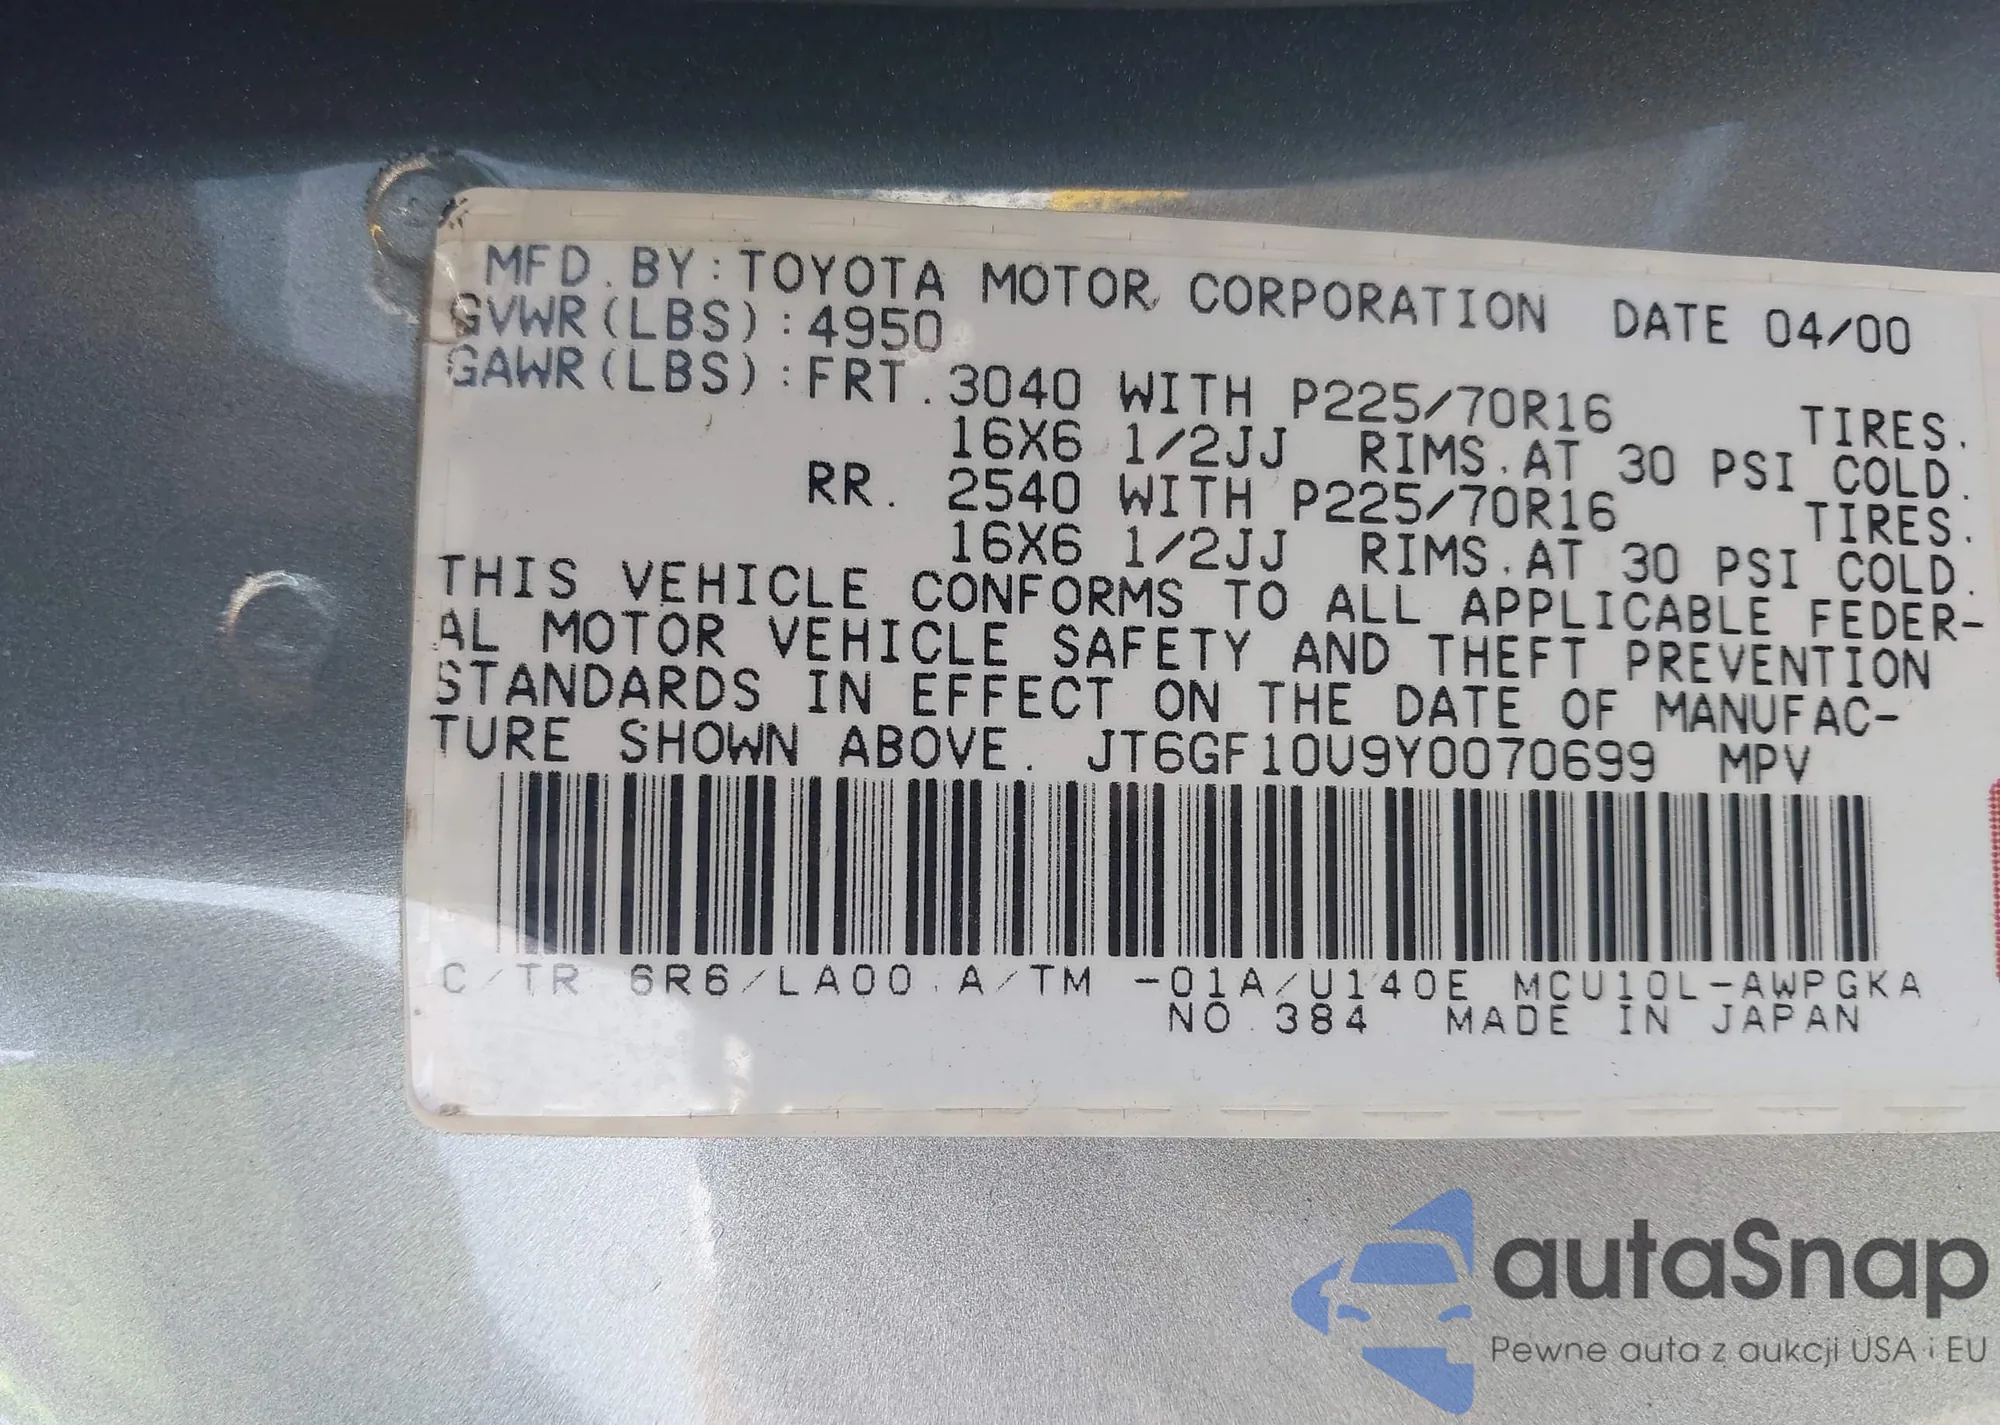 MFD.BY:TOYOTA MOTOR CORPORATION DATE 04/00
GVWR(LBS):4950
GAWR(LBS):FRT.3040 WITH P225/70R16 TIRES.
16X6 1/2JJ RIMS.AT 30 PSI COLD.
RR. 2540 WITH P225/70R16 TIRES.
16X6 1/2JJ RIMS.AT 30 PSI COLD.
THIS VEHICLE CONFORMS TO ALL APPLICABLE FEDER-
AL MOTOR VEHICLE SAFETY AND THEFT PREVENTION
STANDARDS IN EFFECT ON THE DATE OF MANUFAC-
TURE SHOWN ABOVE. JT6GF10U9Y0070699 MPV
C/TR 6R6/LA00 A/TM -01A/U140E MCU10L-AWPGKA
NO.384 MADE IN JAPAN
autaSnap
Pewne auta z aukcji USA i EU